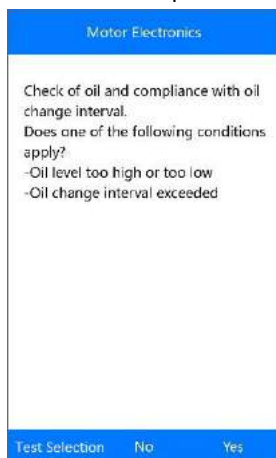 Motor Electronics
Check of oil and compliance with oil
change interval.
Does one of the following conditions
apply?
-Oil level too high or too low
-Oil change interval exceeded
Test Selection No Yes